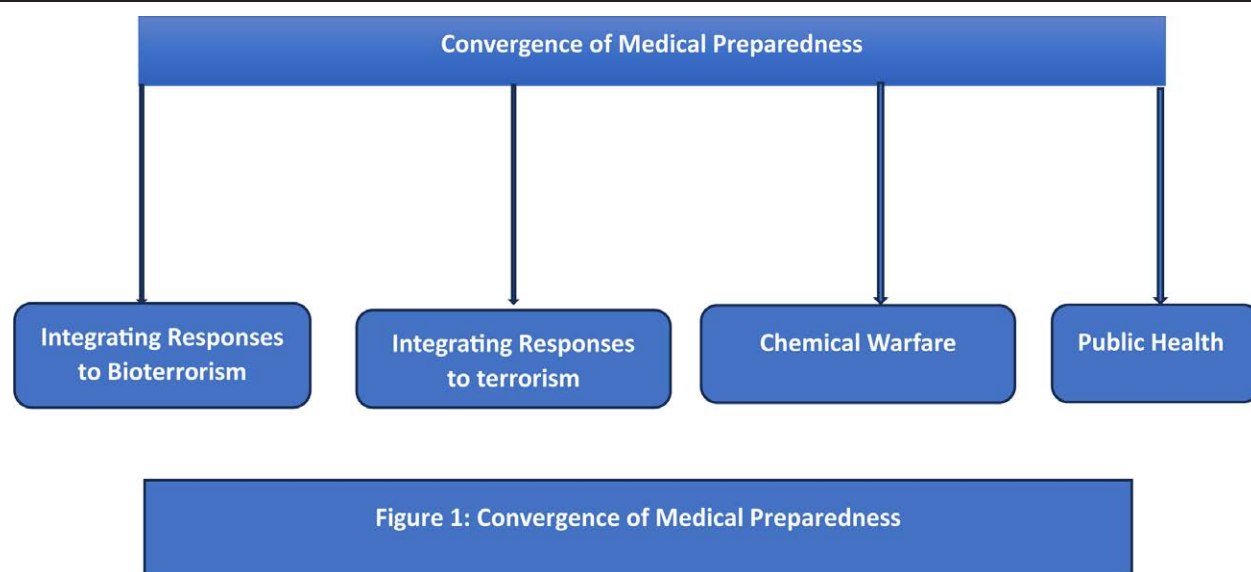 Convergence of Medical Preparedness
Integrating Responses
to Bioterrorism
Integrating Responses
to terrorism
Chemical Warfare
Public Health
Figure 1: Convergence of Medical Preparedness